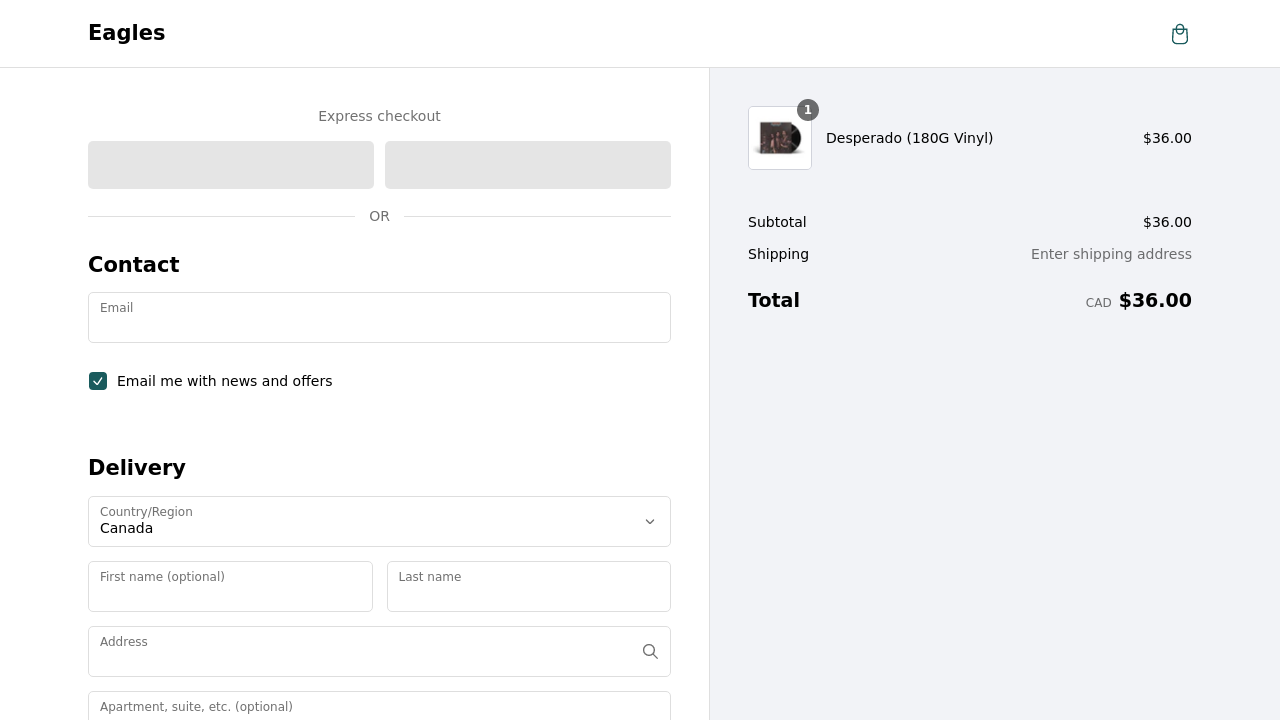 Eagles
Express checkout
OR
Contact
Email
Email me with news and offers
Delivery
Country/Region
Canada
First name (optional)
Last name
Address
Apartment, suite, etc. (optional)
1
Desperado (180G Vinyl)
$36.00
Subtotal
$36.00
Shipping
Enter shipping address
Total
CAD $36.00